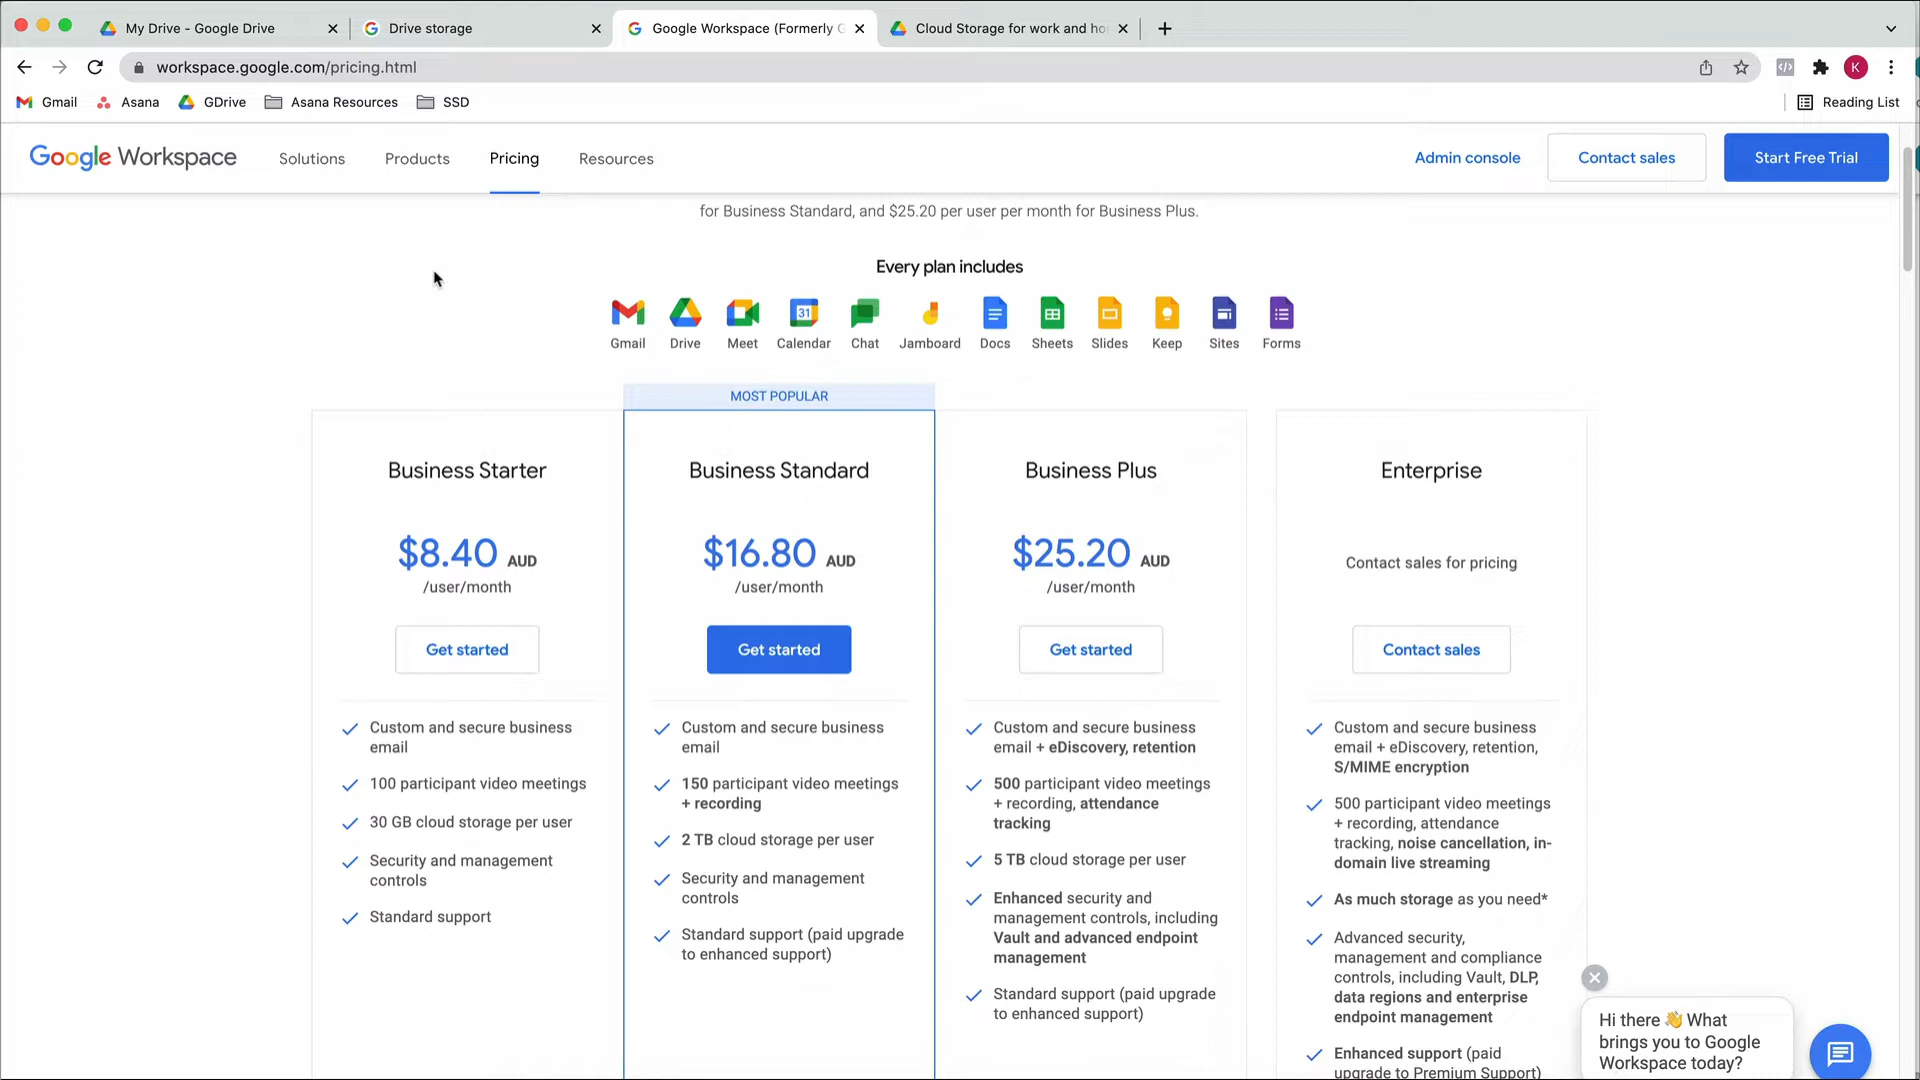 My Drive - Google Drive
Drive storage
Google Workspace (Formerly G
Cloud Storage for work and ho
workspace.google.com/pricing.html
K
Gmail
Asana
GDrive
Asana Resources
SSD
Reading List
Google Workspace
Solutions
Products
Pricing
Resources
Admin console
Contact sales
Start Free Trial
for Business Standard, and $25.20 per user per month for Business Plus.
Every plan includes
31
Gmail
Drive
Meet
Calendar
Chat
Jamboard
Docs
Sheets
Slides
Keep
Sites
Forms
MOST POPULAR
Business Starter
$8.40 AUD
/user/month
Get started
Custom and secure business
email
100 participant video meetings
30 GB cloud storage per user
Security and management
controls
Standard support
Business Standard
$16.80 AUD
/user/month
Get started
Custom and secure business
email
150 participant video meetings
+ recording
2 TB cloud storage per user
Security and management
controls
Standard support (paid upgrade
to enhanced support)
Business Plus
$25.20 AUD
/user/month
Get started
Custom and secure business
email + eDiscovery, retention
500 participant video meetings
+ recording, attendance
tracking
5 TB cloud storage per user
Enhanced security and
management controls, including
Vault and advanced endpoint
management
Standard support (paid upgrade
to enhanced support)
Enterprise
Contact sales for pricing
Contact sales
Custom and secure business
email + eDiscovery, retention,
S/MIME encryption
500 participant video meetings
+ recording, attendance
tracking, noise cancellation, in-
domain live streaming
As much storage as you need*
Advanced security,
management and compliance
controls, including Vault, DLP,
data regions and enterprise
endpoint management
Enhanced support (paid
upgrade to Premium Support)
Hi there 👋 What
brings you to Google
Workspace today?